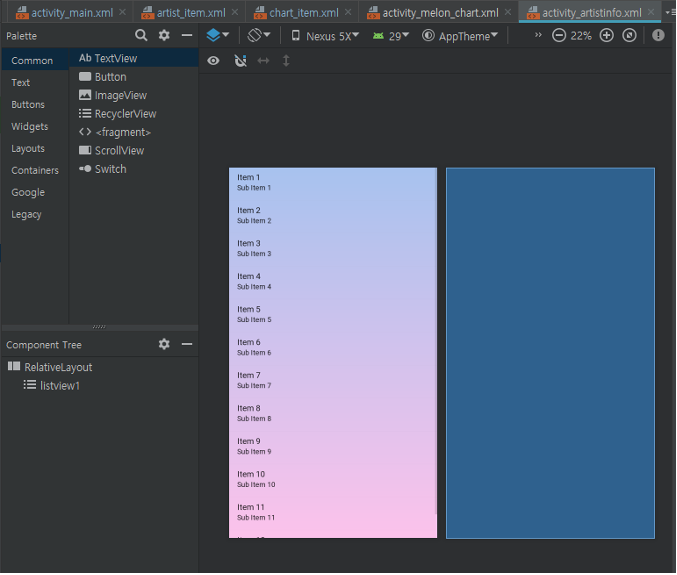 activity_main.xml artist_item.xml chart_item.xml activity_melon_chart.xml activity_artistinfo.xml
Palette
Nexus 5X 29 AppTheme 22%
Common
Text
Buttons
Widgets
Layouts
Containers
Google
Legacy
Ab TextView
Button
ImageView
RecyclerView
<fragment>
ScrollView
Switch
Component Tree
RelativeLayout
listview1
Item 1
Sub Item 1
Item 2
Sub Item 2
Item 3
Sub Item 3
Item 4
Sub Item 4
Item 5
Sub Item 5
Item 6
Sub Item 6
Item 7
Sub Item 7
Item 8
Sub Item 8
Item 9
Sub Item 9
Item 10
Sub Item 10
Item 11
Sub Item 11